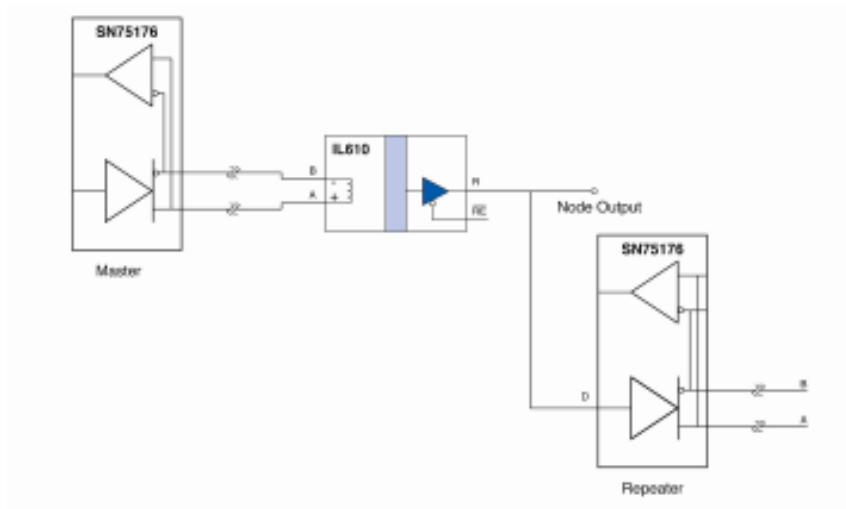 SN75176
IL610
B
-
A
+
R
RE
Node Output
Master
SN75176
D
B
A
Repeater